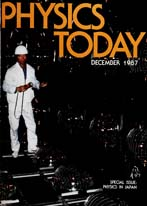 PHYSICS
TODAY
DECEMBER 1987
SPECIAL ISSUE:
PHYSICS IN JAPAN